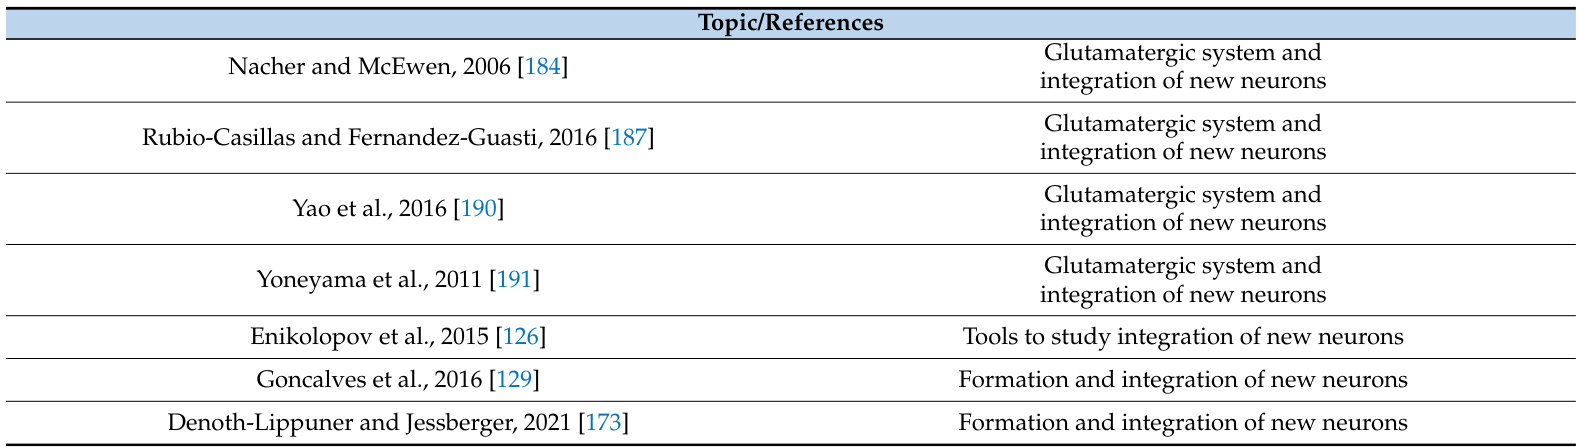 Topic/References
Nacher and McEwen, 2006 [184]
Glutamatergic system and
integration of new neurons
Rubio-Casillas and Fernandez-Guasti, 2016 [187]
Glutamatergic system and
integration of new neurons
Yao et al., 2016 [190]
Glutamatergic system and
integration of new neurons
Yoneyama et al., 2011 [191]
Glutamatergic system and
integration of new neurons
Enikolopov et al., 2015 [126]
Tools to study integration of new neurons
Goncalves et al., 2016 [129]
Formation and integration of new neurons
Denoth-Lippuner and Jessberger, 2021 [173]
Formation and integration of new neurons